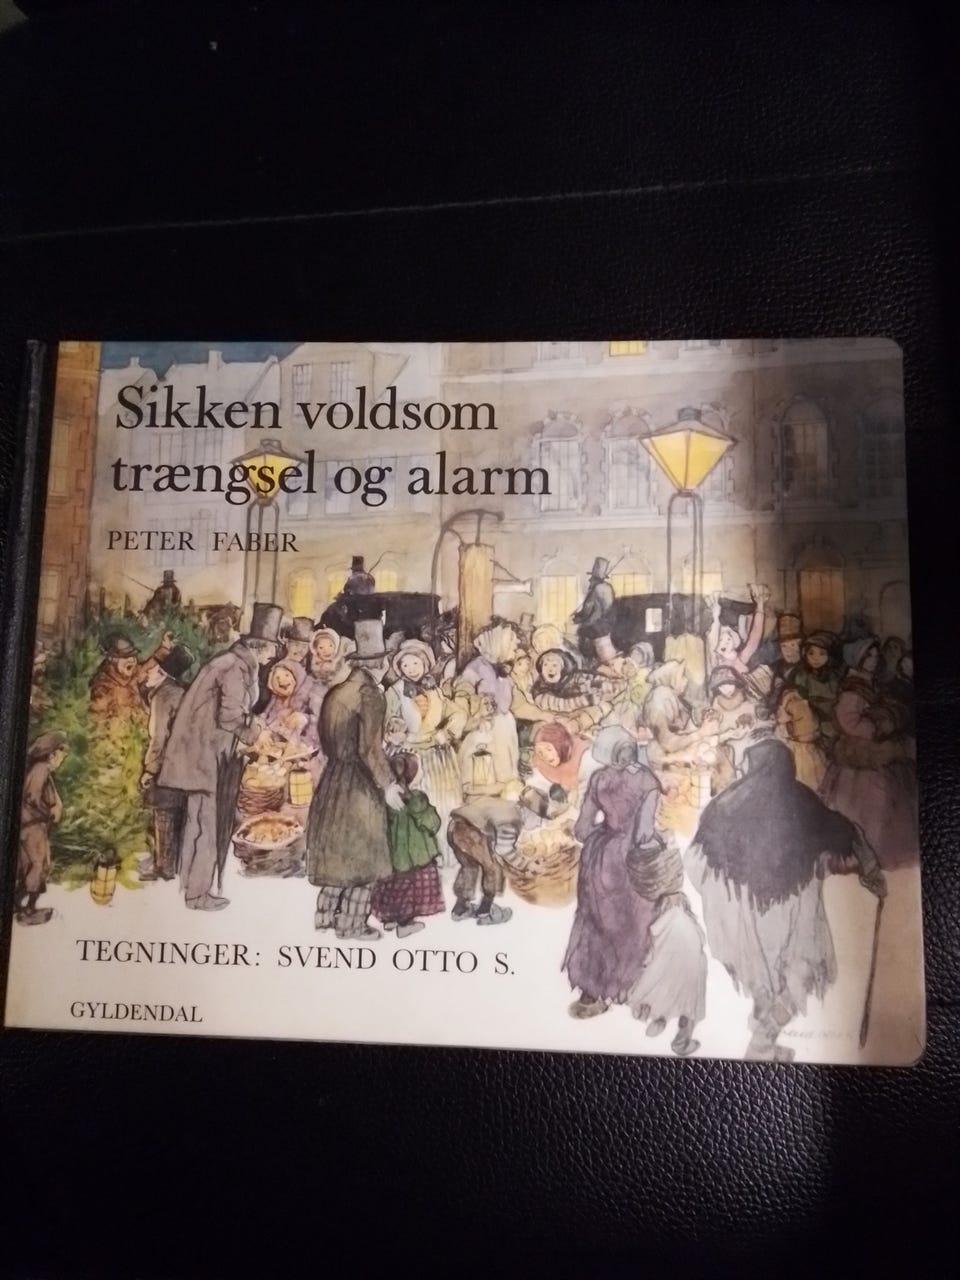 Sikken voldsom
trængsel og alarm
PETER FABER
TEGNINGER: SVEND OTTO S.
GYLDENDAL